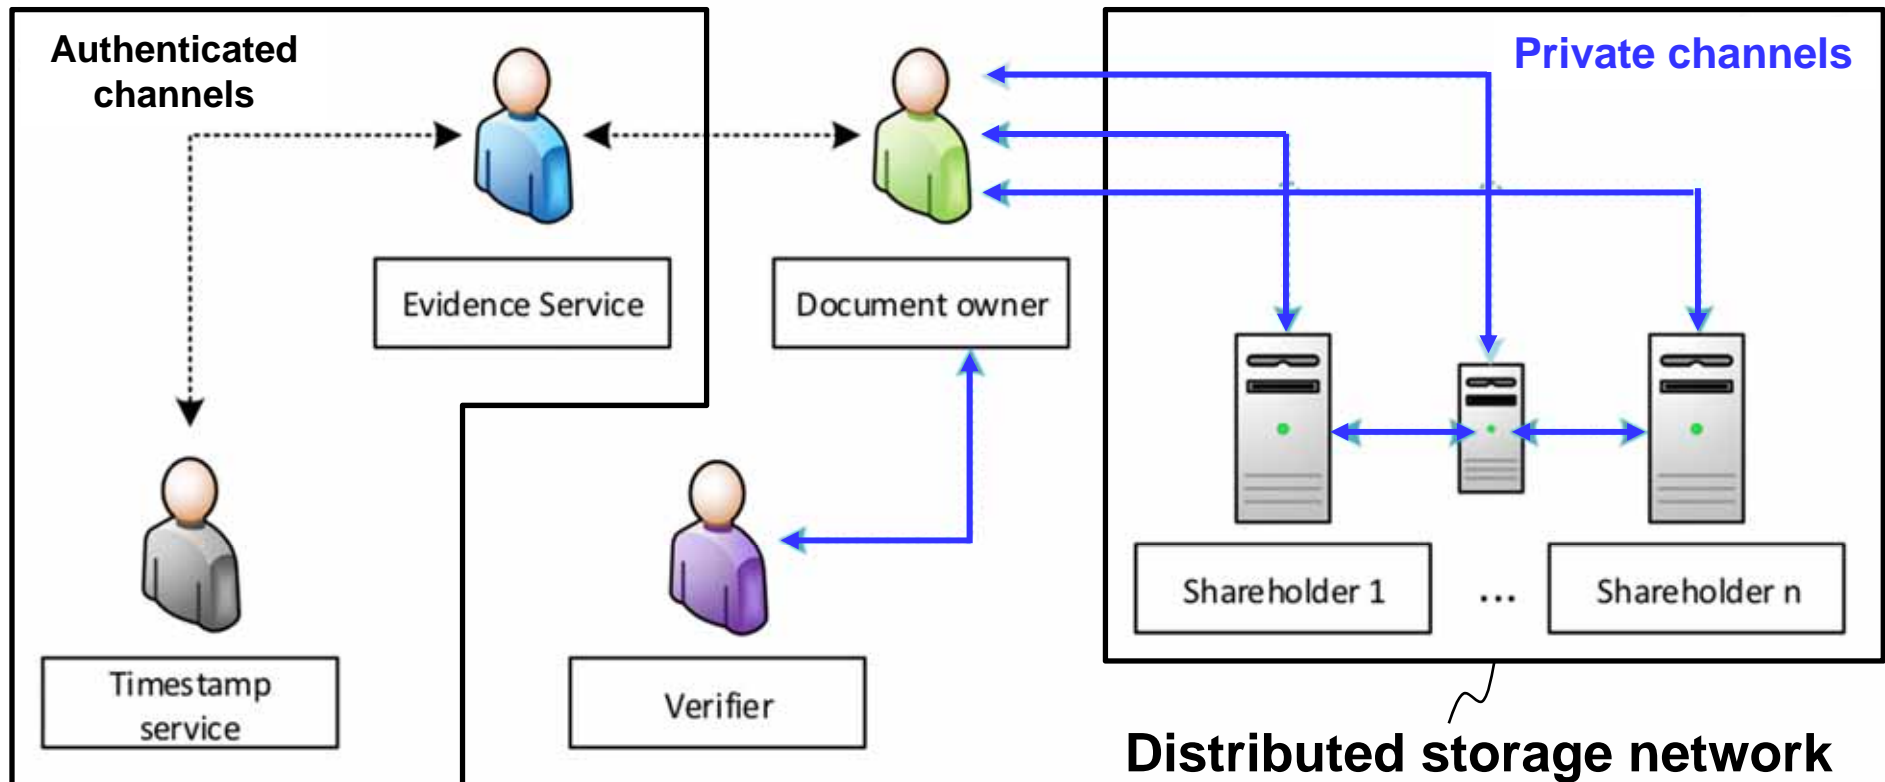 Authenticated
channels
Private channels
Evidence Service
Document owner
Shareholder 1
...
Shareholder n
Timestamp
service
Verifier
Distributed storage network